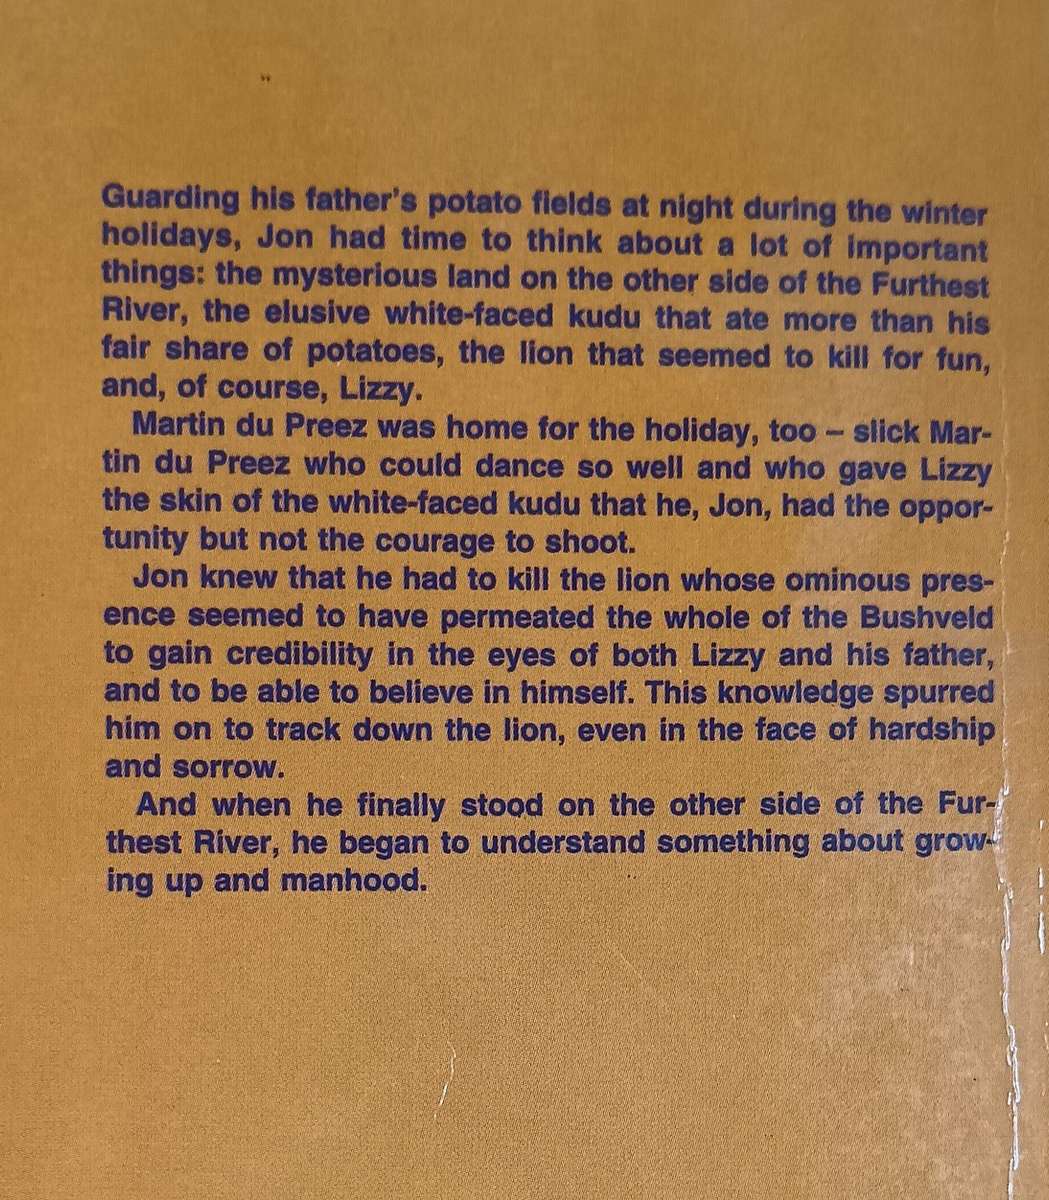 Guarding his father's potato fields at night during the winter
holidays, Jon had time to think about a lot of important
things: the mysterious land on the other side of the Furthest
River, the elusive white-faced kudu that ate more than his
fair share of potatoes, the lion that seemed to kill for fun,
and, of course, Lizzy.
Martin du Preez was home for the holiday, too – slick Mar-
tin du Preez who could dance so well and who gave Lizzy
the skin of the white-faced kudu that he, Jon, had the oppor-
tunity but not the courage to shoot.
Jon knew that he had to kill the lion whose ominous pres-
ence seemed to have permeated the whole of the Bushveld
to gain credibility in the eyes of both Lizzy and his father,
and to be able to believe in himself. This knowledge spurred
him on to track down the lion, even in the face of hardship
and sorrow.
And when he finally stood on the other side of the Fur-
thest River, he began to understand something about grow-
ing up and manhood.